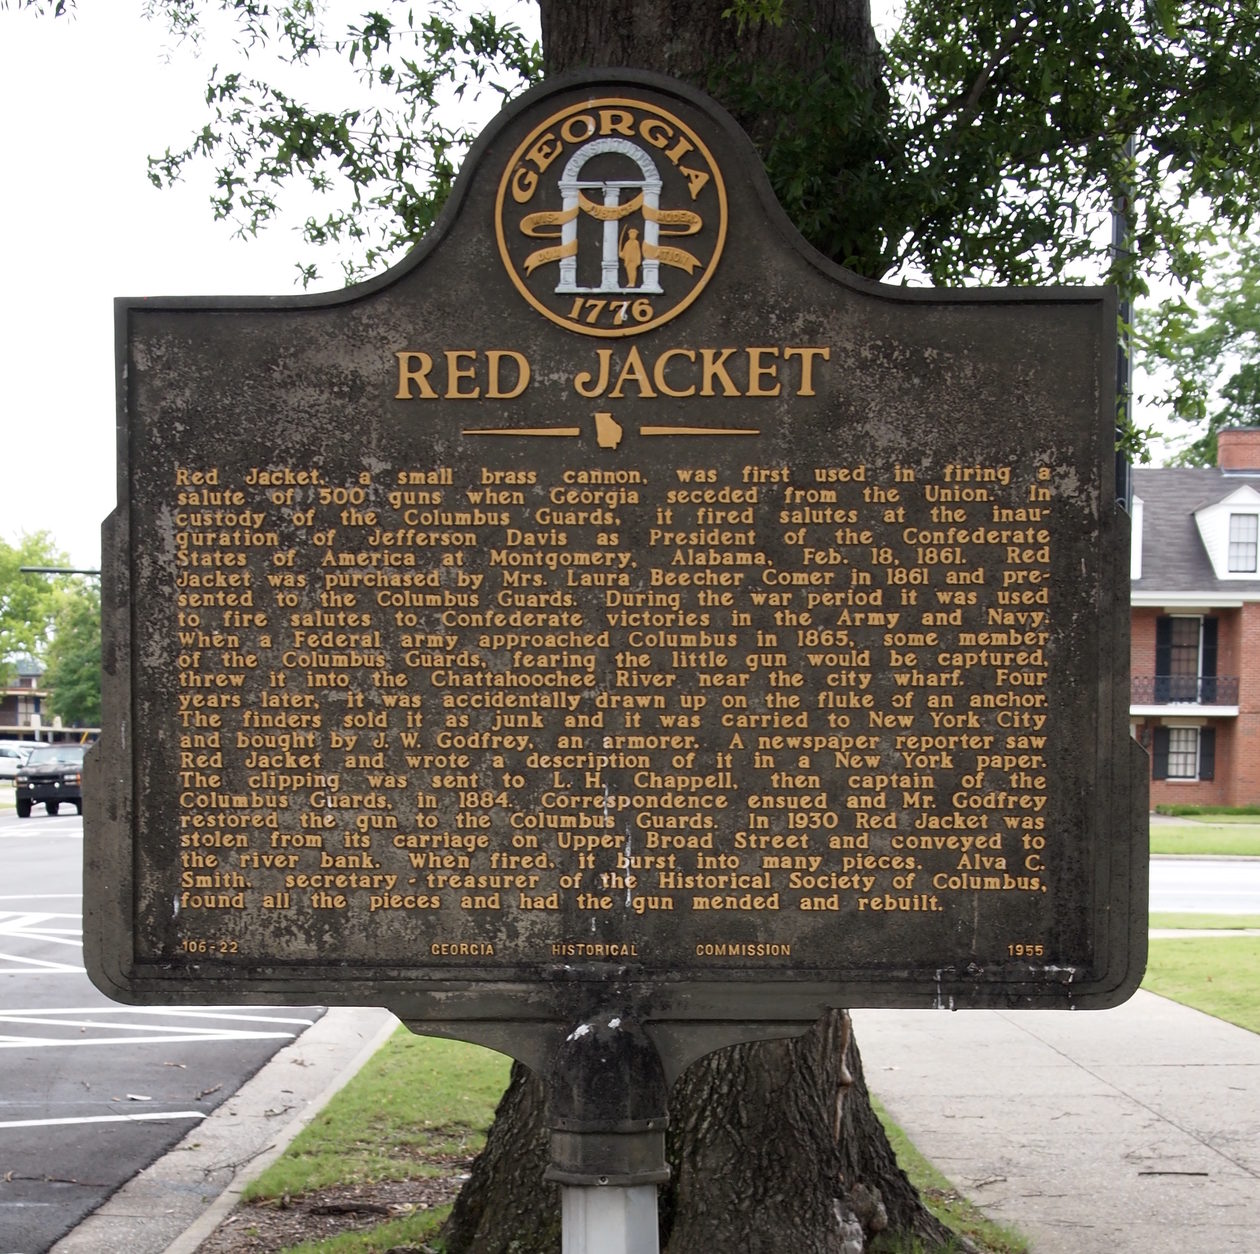 GEORGIA
1776
RED JACKET
Red Jacket, a small brass cannon, was first used in firing a
salute of 500 guns when Georgia seceded from the Union. In
custody of the Columbus Guards, it fired salutes at the inau-
guration of Jefferson Davis as President of the Confederate
States of America at Montgomery, Alabama, Feb. 18, 1861. Red
Jacket was purchased by Mrs. Laura Beecher Comer in 1861 and pre-
sented to the Columbus Guards. During the war period it was used
to fire salutes to Confederate victories in the Army and Navy.
When a Federal army approached Columbus in 1865, some member
of the Columbus Guards, fearing the little gun would be captured,
threw it into the Chattahoochee River near the city wharf. Four
years later, it was accidentally drawn up on the fluke of an anchor.
The finders sold it as junk and it was carried to New York City
and bought by J. W. Godfrey, an armorer. A newspaper reporter saw
Red Jacket and wrote a description of it in a New York paper.
The clipping was sent to L. H. Chappell, then captain of the
Columbus Guards, in 1884. Correspondence ensued and Mr. Godfrey
restored the gun to the Columbus Guards. In 1930 Red Jacket was
stolen from its carriage on Upper Broad Street and conveyed to
the river bank. When fired, it burst into many pieces. Alva C.
Smith, secretary-treasurer of the Historical Society of Columbus,
found all the pieces and had the gun mended and rebuilt.
106-22 GEORGIA HISTORICAL COMMISSION 1955